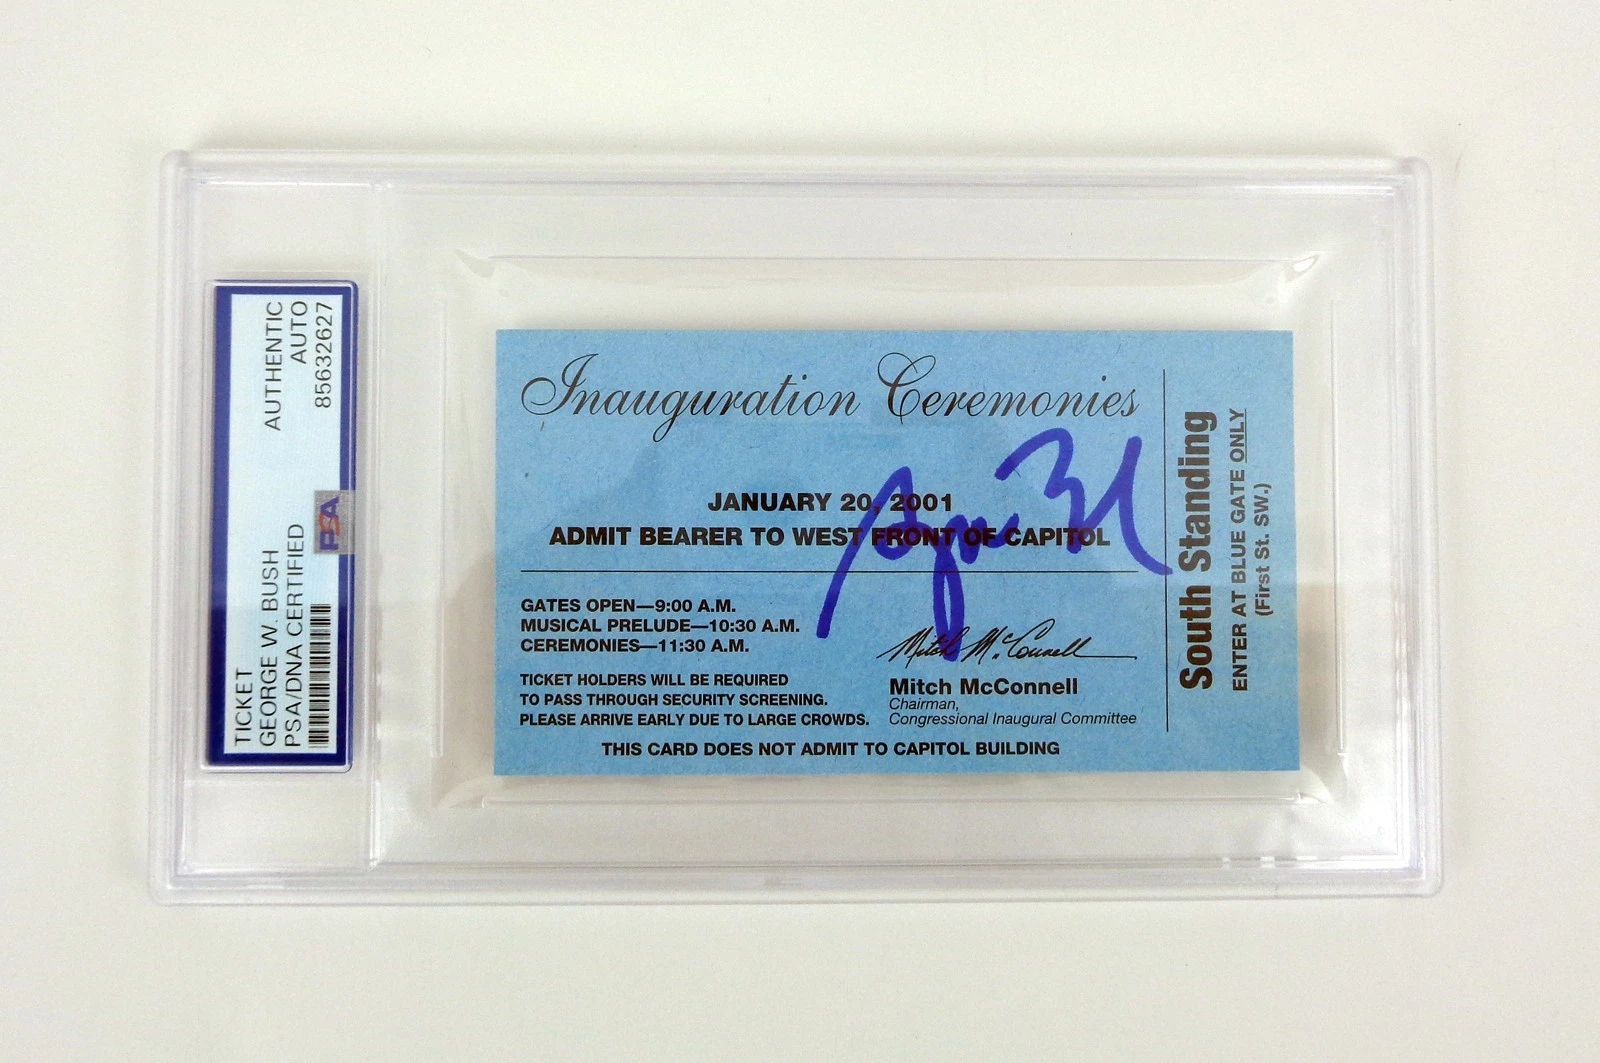 TICKET
GEORGE W. BUSH
PSA/DNA CERTIFIED
AUTHENTIC
AUTO
85632627
PSA
Inauguration Ceremonies
JANUARY 20, 2001
ADMIT BEARER TO WEST FRONT OF CAPITOL
GATES OPEN—9:00 A.M.
MUSICAL PRELUDE—10:30 A.M.
CEREMONIES—11:30 A.M.
TICKET HOLDERS WILL BE REQUIRED
TO PASS THROUGH SECURITY SCREENING.
PLEASE ARRIVE EARLY DUE TO LARGE CROWDS.
Mitch McConnell
Mitch McConnell
Chairman,
Congressional Inaugural Committee
THIS CARD DOES NOT ADMIT TO CAPITOL BUILDING
South Standing
ENTER AT BLUE GATE ONLY
(First St. SW.)